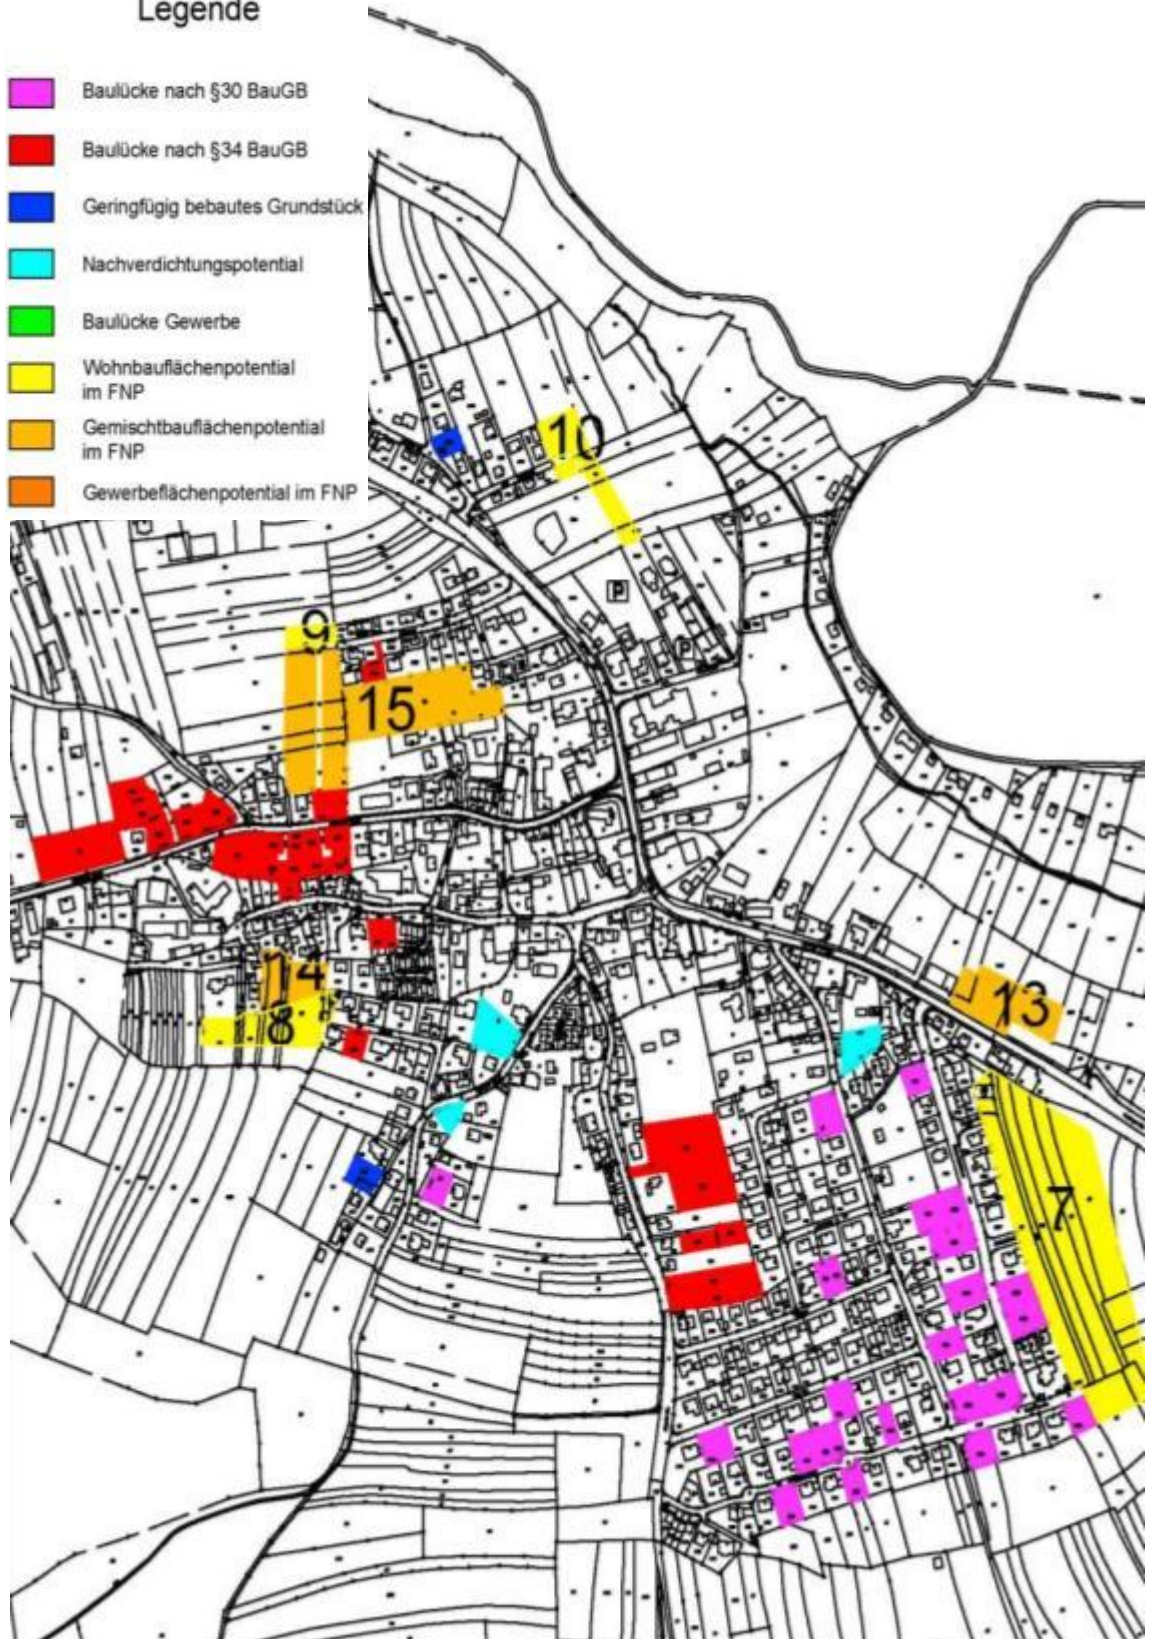 Legende
Baulücke nach §30 BauGB
Baulücke nach §34 BauGB
Geringfügig bebautes Grundstück
Nachverdichtungspotential
Baulücke Gewerbe
Wohnbauflächenpotential
im FNP
Gemischtbauflächenpotential
im FNP
Gewerbeflächenpotential im FNP
10
P
9
P
15
14
13
8
7